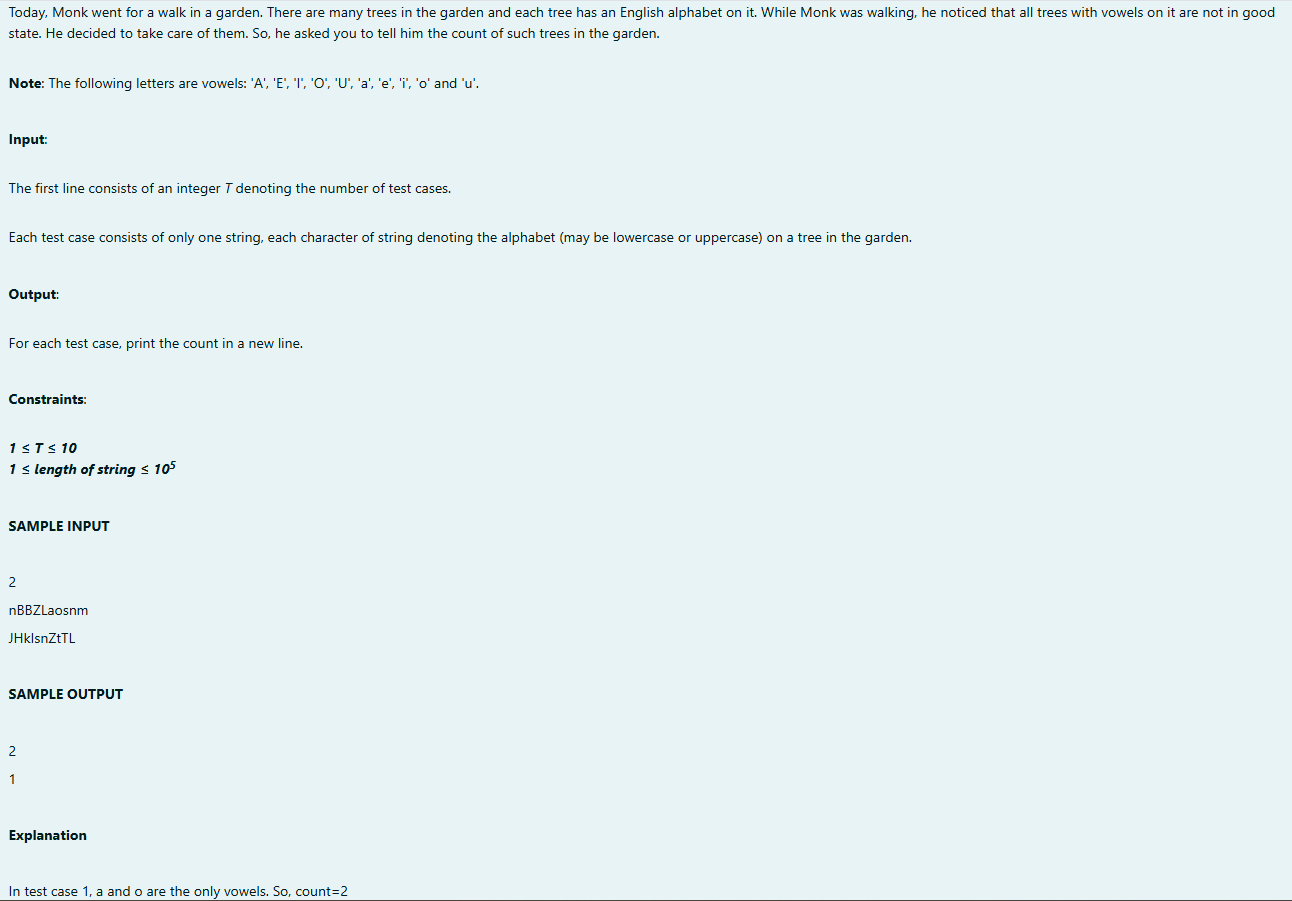 Today, Monk went for a walk in a garden. There are many trees in the garden and each tree has an English alphabet on it. While Monk was walking, he noticed that all trees with vowels on it are not in good
state. He decided to take care of them. So, he asked you to tell him the count of such trees in the garden.
Note: The following letters are vowels: 'A', 'E', 'I', 'O', 'U', 'a', 'e', 'i', 'o' and 'u'.
Input:
The first line consists of an integer T denoting the number of test cases.
Each test case consists of only one string, each character of string denoting the alphabet (may be lowercase or uppercase) on a tree in the garden.
Output:
For each test case, print the count in a new line.
Constraints:
1 ≤ T ≤ 10
1 ≤ length of string ≤ 10⁵
SAMPLE INPUT
2
nBBZLaosnm
JHkIsnZtTL
SAMPLE OUTPUT
2
1
Explanation
In test case 1, a and o are the only vowels. So, count=2